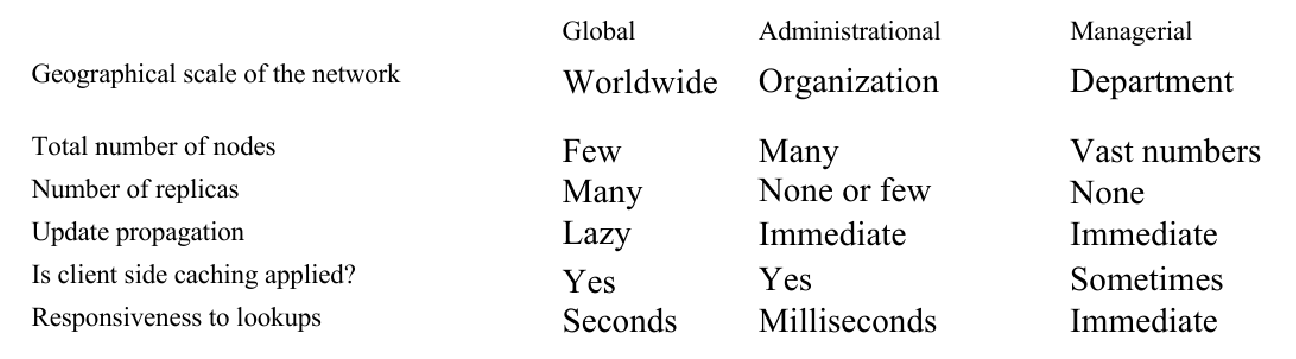 Global Administrational Managerial
Geographical scale of the network Worldwide Organization Department
Total number of nodes Few Many Vast numbers
Number of replicas Many None or few None
Update propagation Lazy Immediate Immediate
Is client side caching applied? Yes Yes Sometimes
Responsiveness to lookups Seconds Milliseconds Immediate